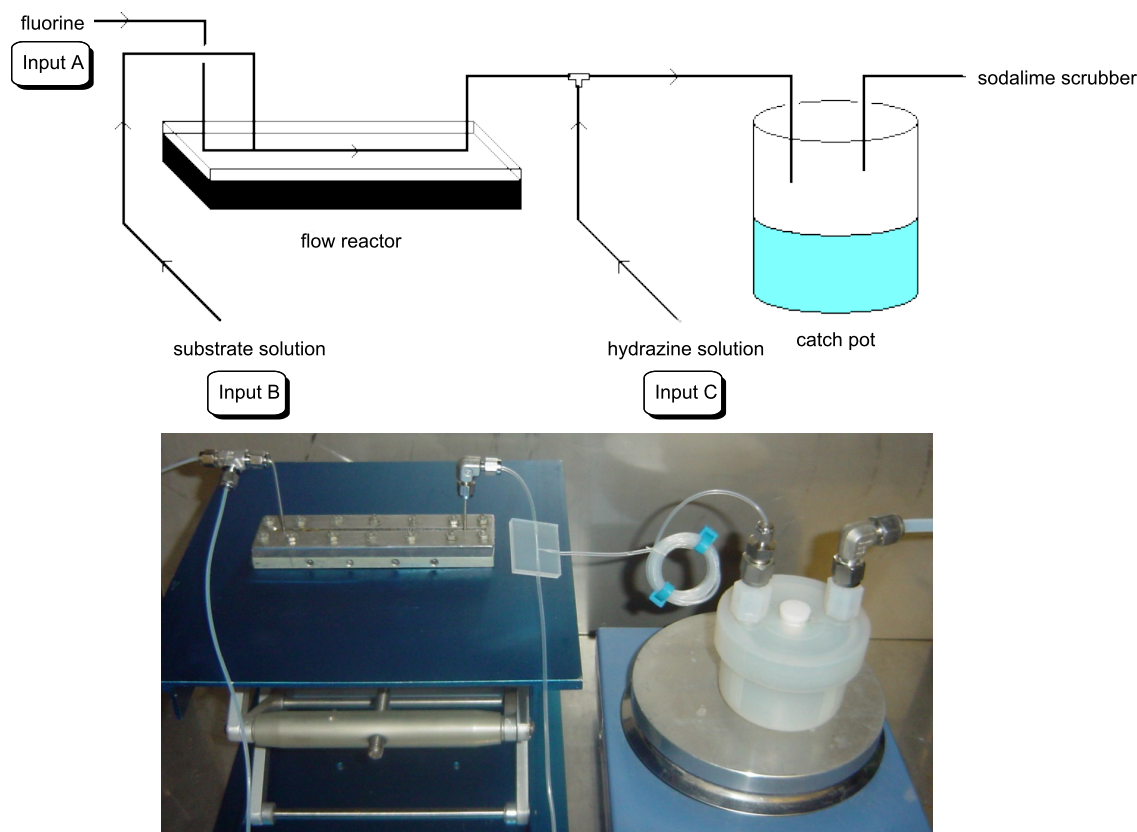 fluorine
Input A
sodalime scrubber
flow reactor
substrate solution
Input B
hydrazine solution
Input C
catch pot